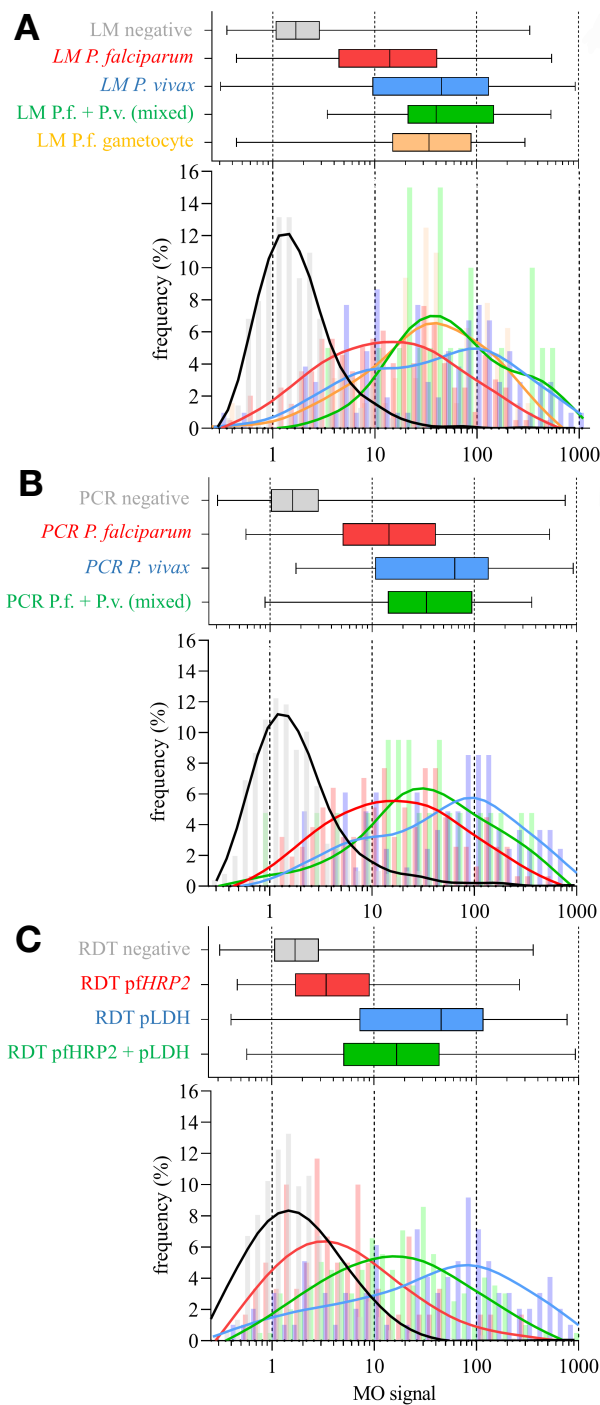 A
LM negative
LM P. falciparum
LM P. vivax
LM P.f. + P.v. (mixed)
LM P.f. gametocyte
16
14
12
10
8
6
4
2
0
frequency (%)
1 10 100 1000
B
PCR negative
PCR P. falciparum
PCR P. vivax
PCR P.f. + P.v. (mixed)
16
14
12
10
8
6
4
2
0
frequency (%)
1 10 100 1000
C
RDT negative
RDT pfHRP2
RDT pLDH
RDT pfHRP2 + pLDH
16
14
12
10
8
6
4
2
0
frequency (%)
1 10 100 1000
MO signal